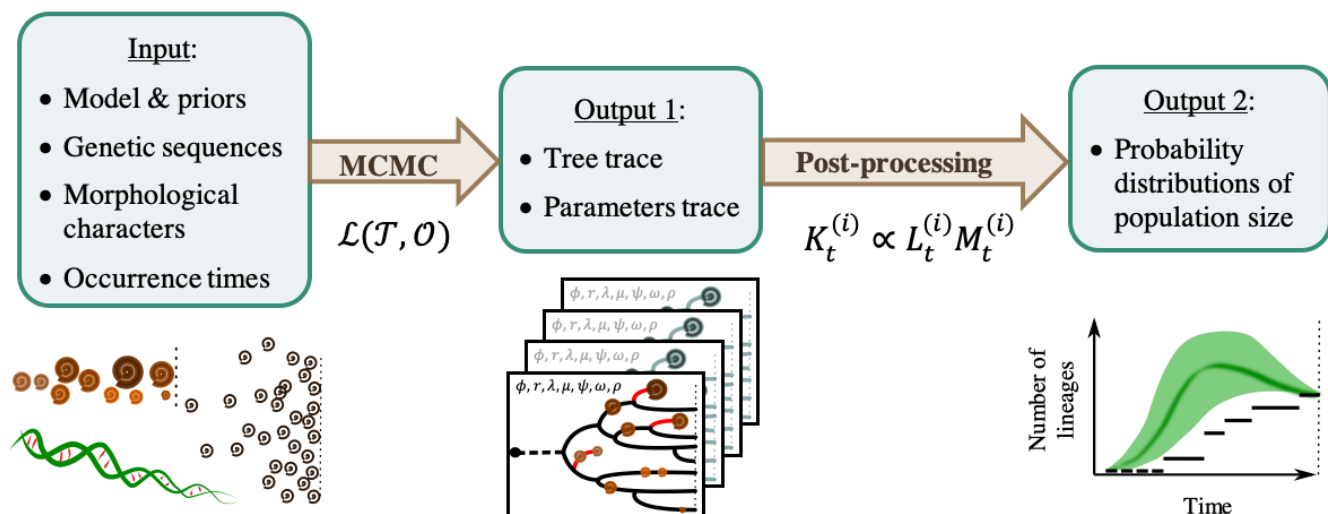 Input:
• Model & priors
• Genetic sequences
• Morphological
characters
• Occurrence times
MCMC
ℒ(𝒯, 𝒪)
Output 1:
• Tree trace
• Parameters trace
Post-processing
K_t^(i) ∝ L_t^(i) M_t^(i)
Output 2:
• Probability
distributions of
population size
ϕ, r, λ, μ, ψ, ω, ρ
ϕ, r, λ, μ, ψ, ω, ρ
ϕ, r, λ, μ, ψ, ω, ρ
ϕ, r, λ, μ, ψ, ω, ρ
Number of
lineages
Time